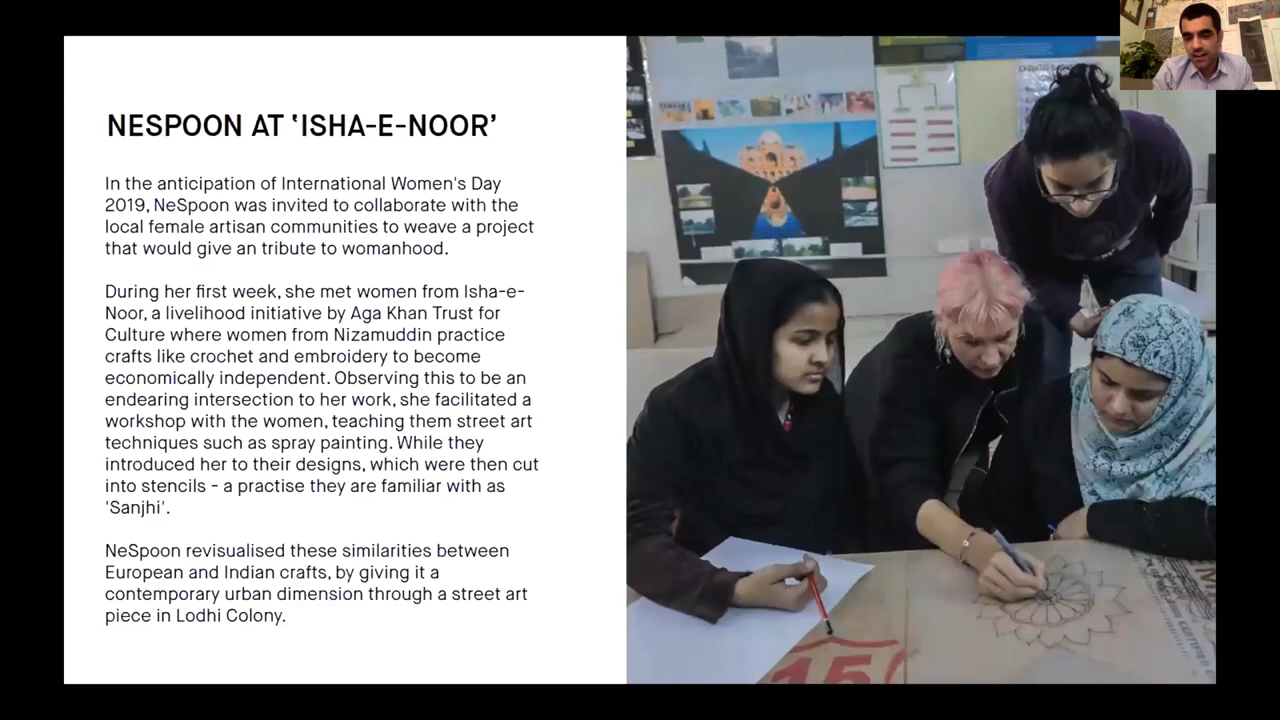 NESPOON AT ‘ISHA-E-NOOR’
In the anticipation of International Women's Day
2019, NeSpoon was invited to collaborate with the
local female artisan communities to weave a project
that would give an tribute to womanhood.
During her first week, she met women from Isha-e-
Noor, a livelihood initiative by Aga Khan Trust for
Culture where women from Nizamuddin practice
crafts like crochet and embroidery to become
economically independent. Observing this to be an
endearing intersection to her work, she facilitated a
workshop with the women, teaching them street art
techniques such as spray painting. While they
introduced her to their designs, which were then cut
into stencils - a practise they are familiar with as
'Sanjhi'.
NeSpoon revisualised these similarities between
European and Indian crafts, by giving it a
contemporary urban dimension through a street art
piece in Lodhi Colony.